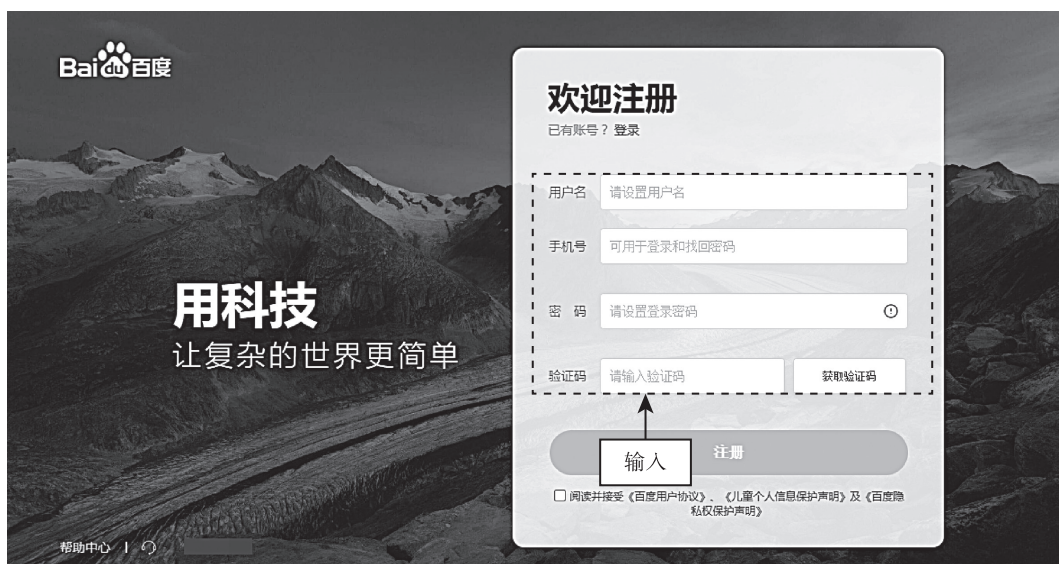 Baidu百度
欢迎注册
已有账号？登录
用户名 请设置用户名
手机号 可用于登录和找回密码
密 码 请设置登录密码
验证码 请输入验证码 获取验证码
用科技
让复杂的世界更简单
输入
注册
阅读并接受《百度用户协议》、《儿童个人信息保护声明》及《百度隐
私权保护声明》
帮助中心 |